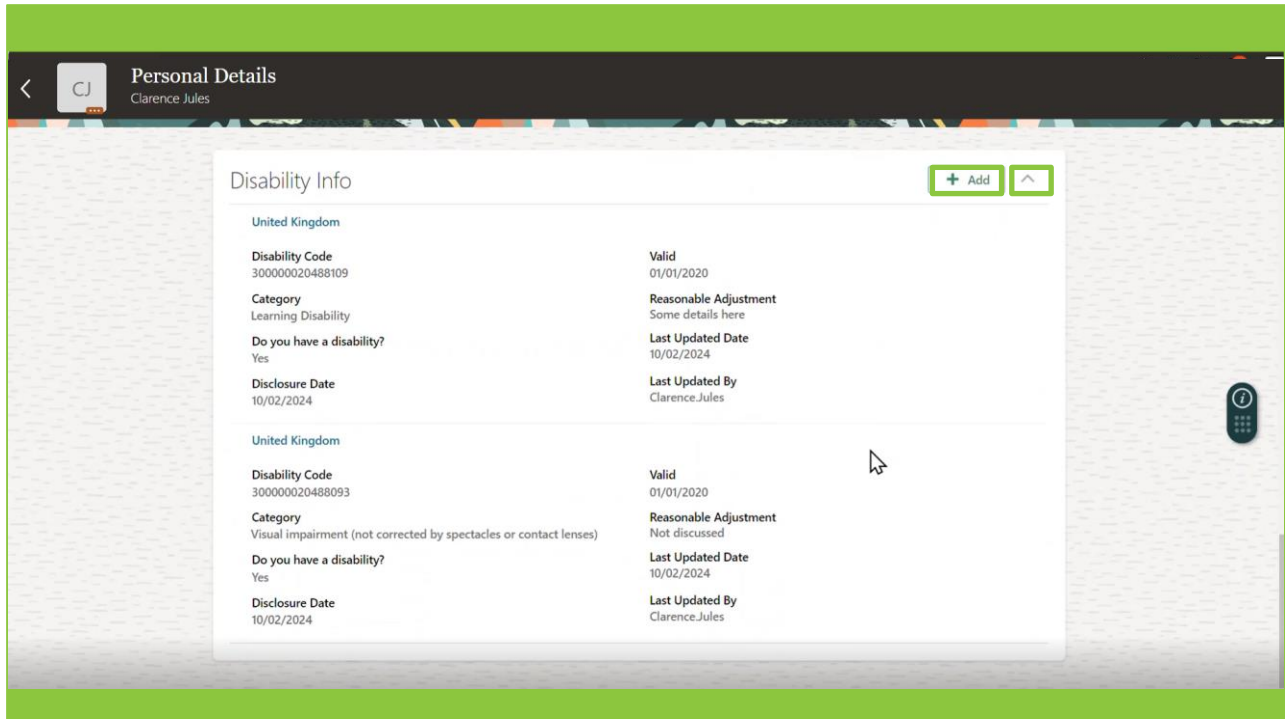 CJ
Personal Details
Clarence Jules
Disability Info
+ Add
United Kingdom
Disability Code
300000020488109
Valid
01/01/2020
Category
Learning Disability
Reasonable Adjustment
Some details here
Do you have a disability?
Yes
Last Updated Date
10/02/2024
Disclosure Date
10/02/2024
Last Updated By
Clarence.Jules
United Kingdom
Disability Code
300000020488093
Valid
01/01/2020
Category
Visual impairment (not corrected by spectacles or contact lenses)
Reasonable Adjustment
Not discussed
Do you have a disability?
Yes
Last Updated Date
10/02/2024
Disclosure Date
10/02/2024
Last Updated By
Clarence.Jules